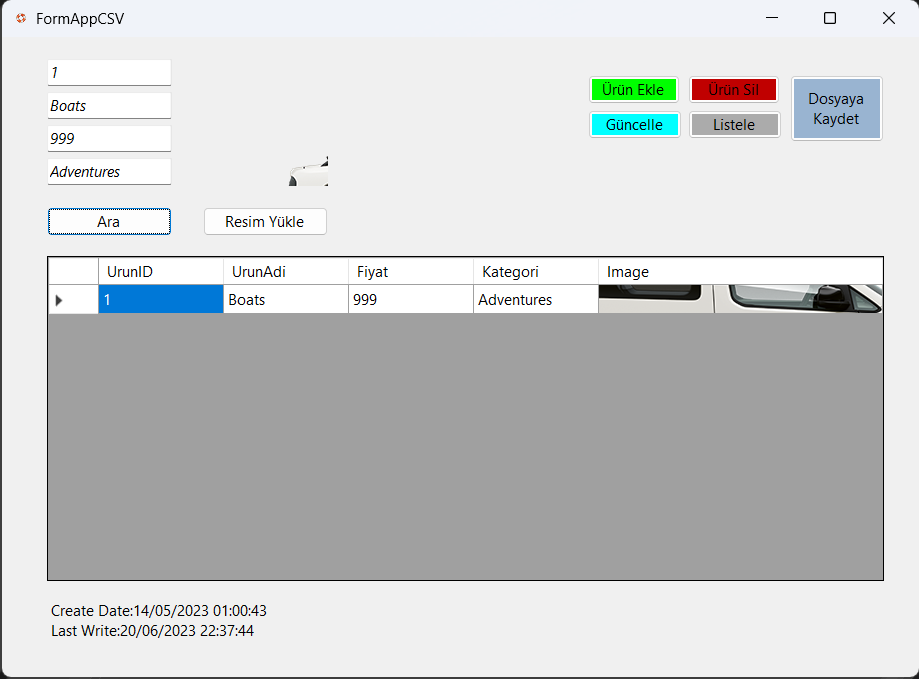 FormAppCSV
1
Boats
999
Adventures
Ara
Resim Yükle
Ürün Ekle
Ürün Sil
Güncelle
Listele
Dosyaya
Kaydet
UrunID UrunAdi Fiyat Kategori Image
1 Boats 999 Adventures
Create Date:14/05/2023 01:00:43
Last Write:20/06/2023 22:37:44